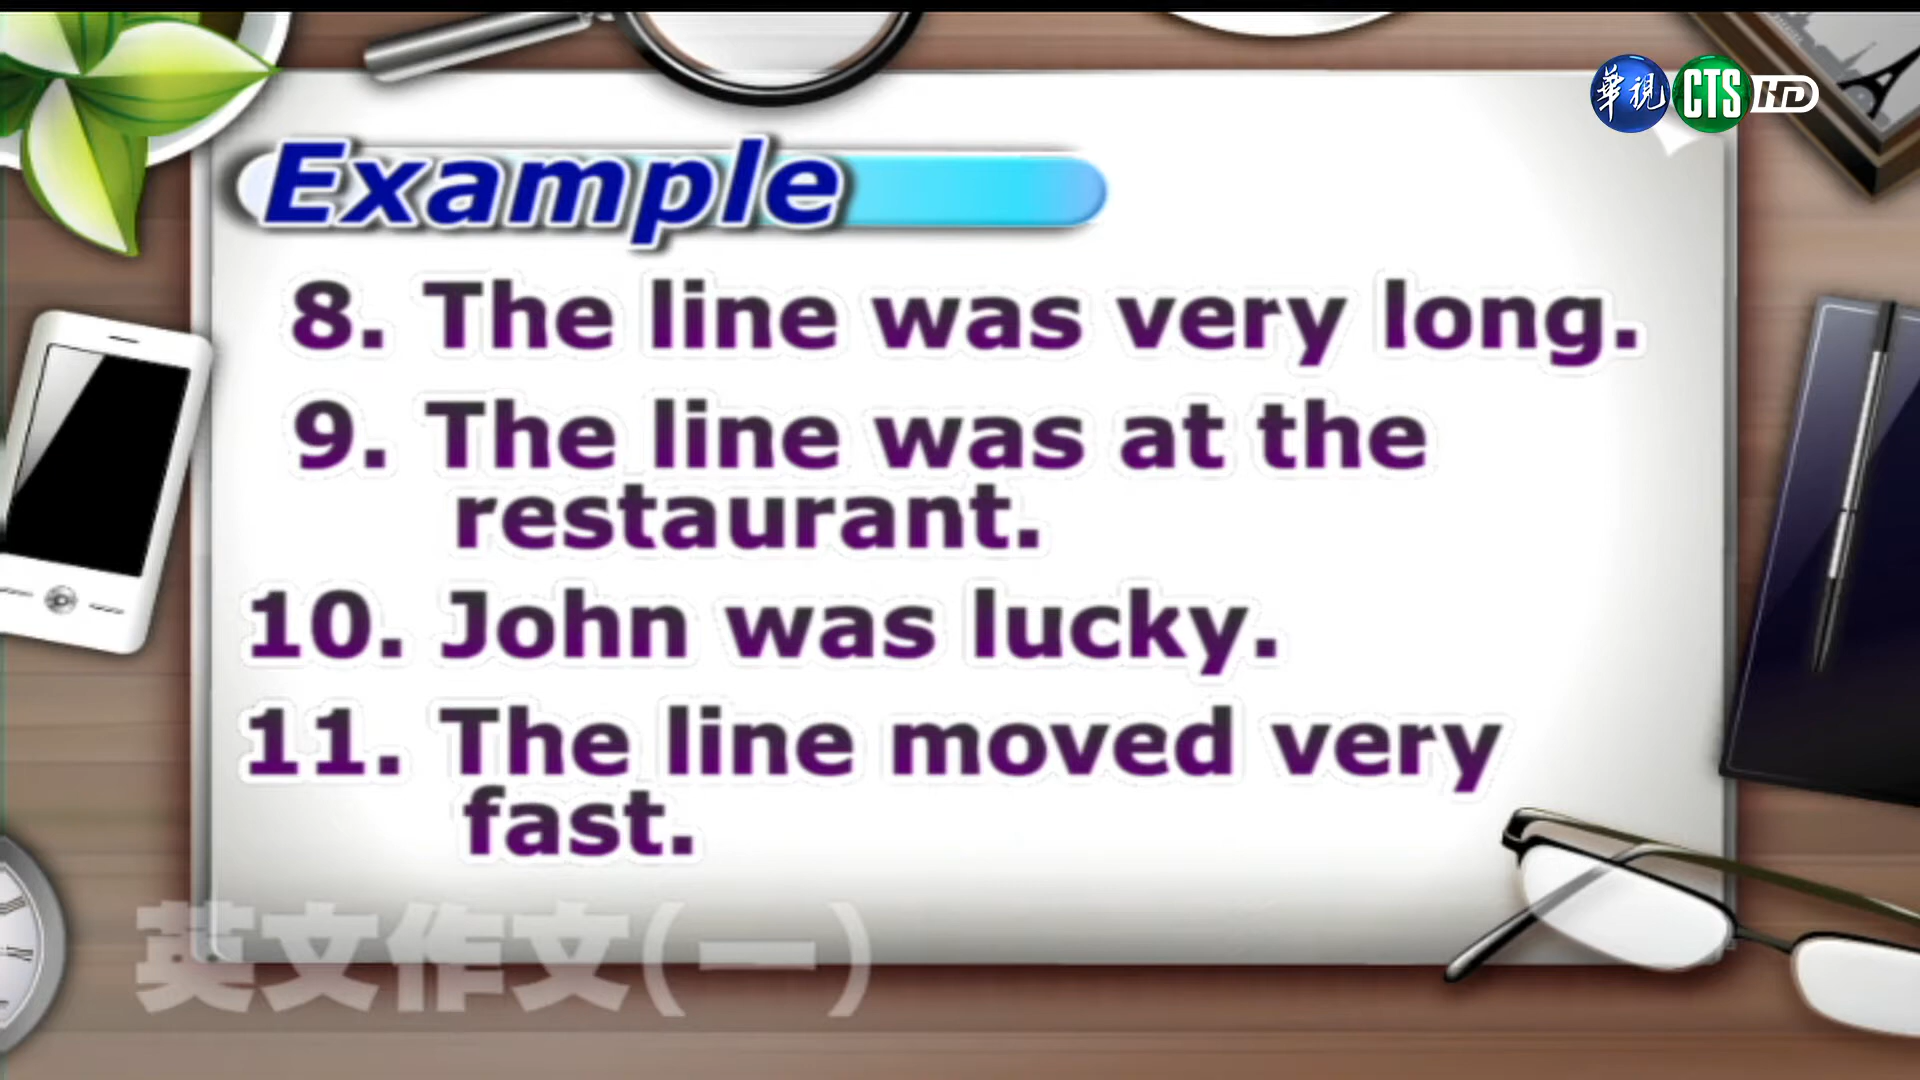 華視 CTS HD
Example
8. The line was very long.
9. The line was at the
restaurant.
10. John was lucky.
11. The line moved very
fast.
英文作文(一)